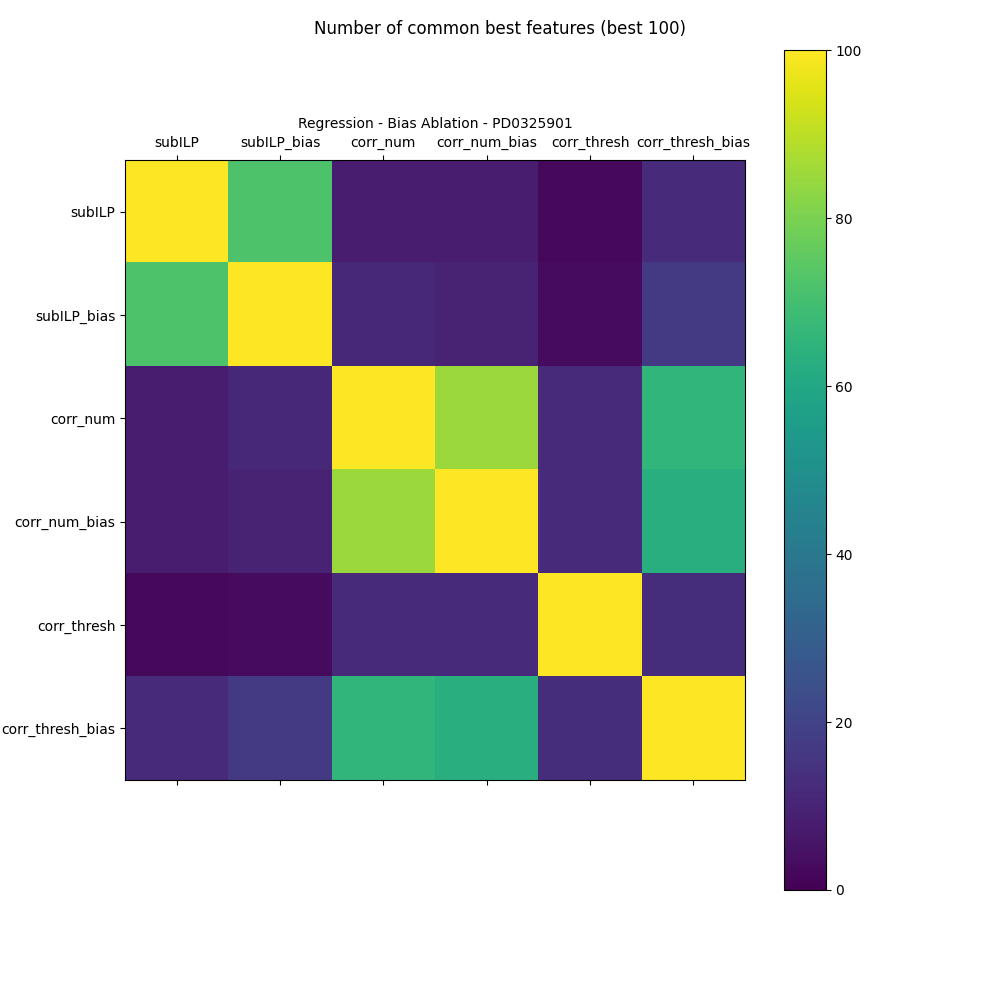 Number of common best features (best 100)
Regression - Bias Ablation - PD0325901
subILP subILP_bias corr_num corr_num_bias corr_thresh corr_thresh_bias
subILP
subILP_bias
corr_num
corr_num_bias
corr_thresh
corr_thresh_bias
100
80
60
40
20
0